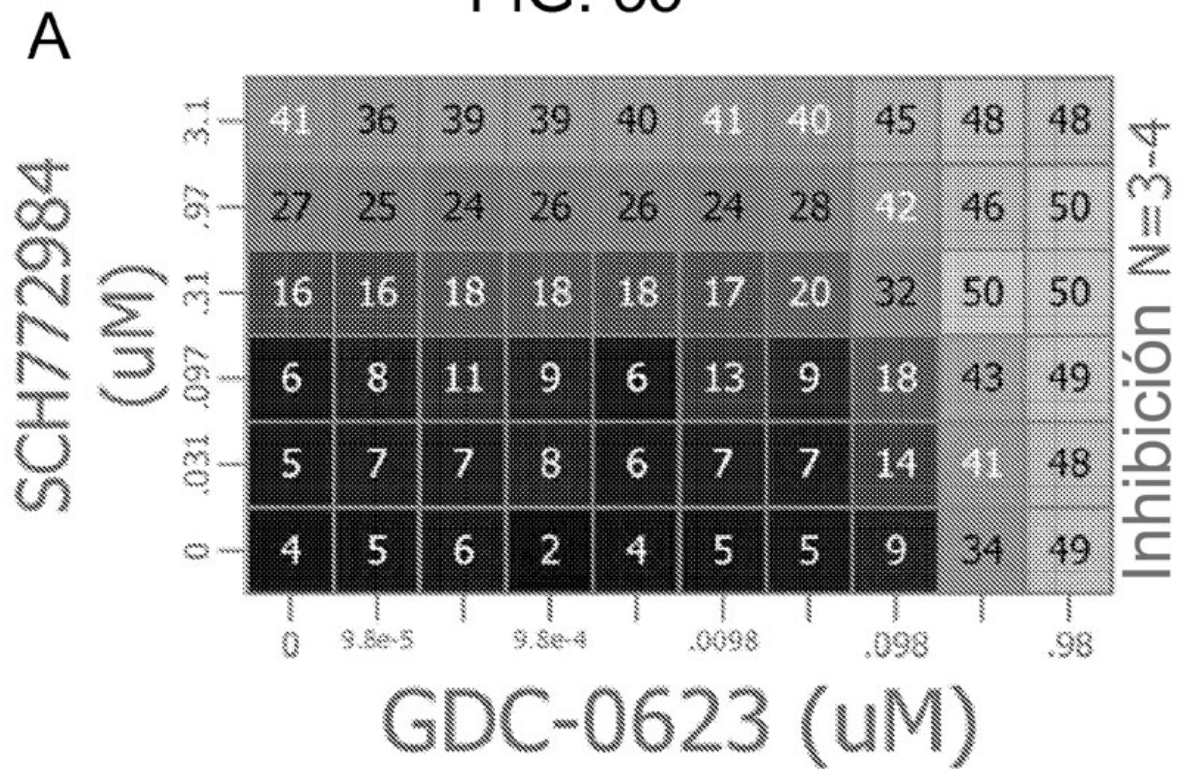 A
SCH772984
(uM)
3.1 41 36 39 39 40 41 40 45 48 48
.97 27 25 24 26 26 24 28 42 46 50
.31 16 16 18 18 18 17 20 32 50 50
.097 6 8 11 9 6 13 9 18 43 49
.031 5 7 7 8 6 7 7 14 41 48
0 4 5 6 2 4 5 5 9 34 49
0 9.8e-5 9.8e-4 .0098 .098 .98
GDC-0623 (uM)
Inhibición N=3-4